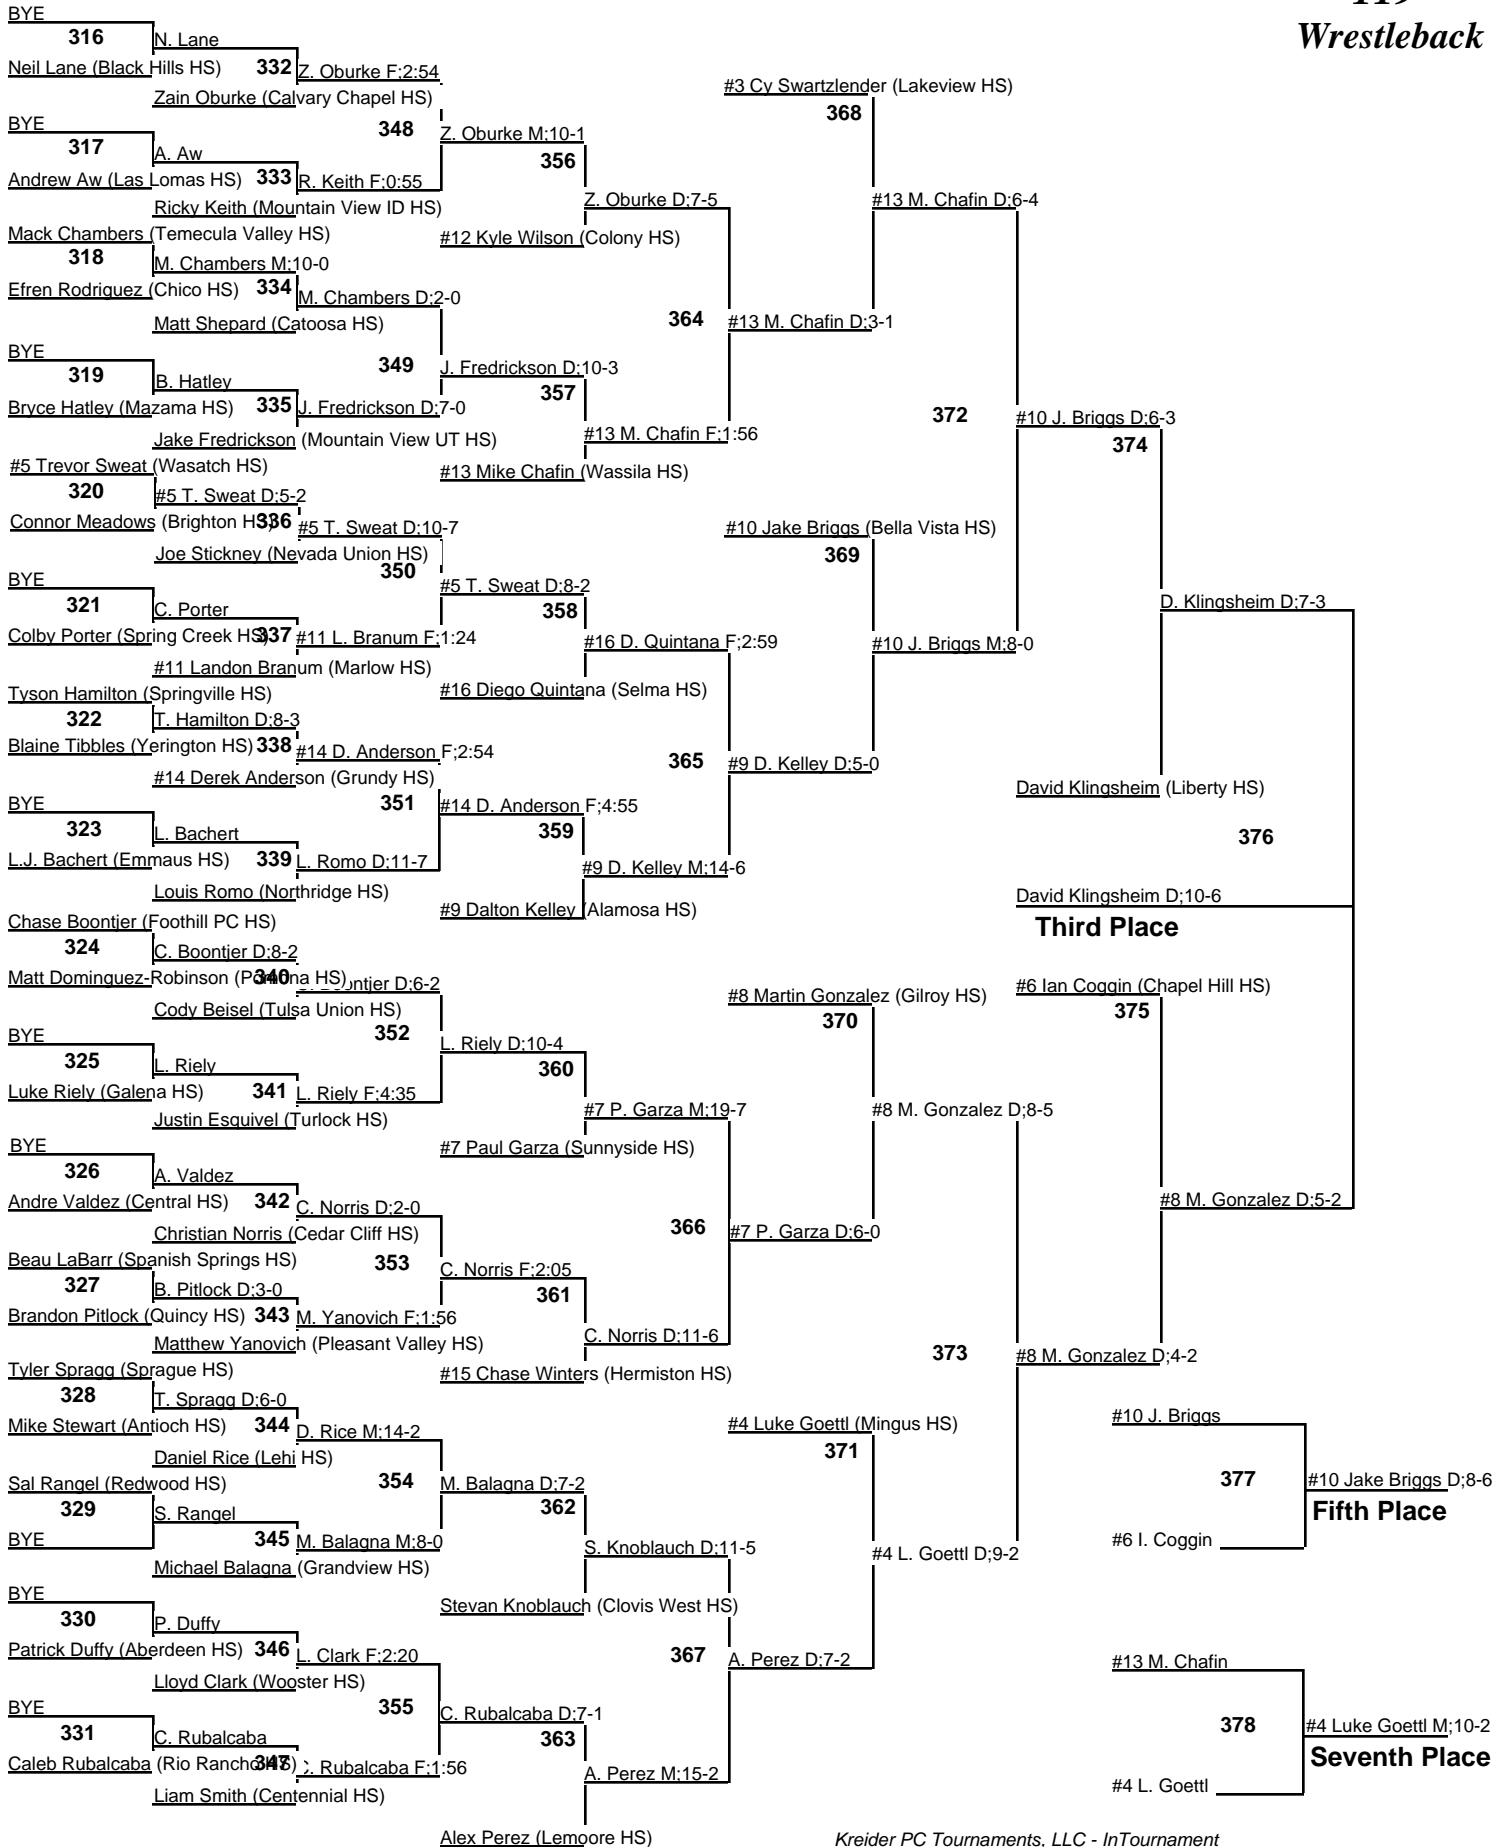 Wrestleback
BYE
316
N. Lane
Neil Lane (Black Hills HS)
332
Z. Oburke F;2:54
Zain Oburke (Calvary Chapel HS)
348
BYE
317
A. Aw
Andrew Aw (Las Lomas HS)
333
R. Keith F;0:55
Ricky Keith (Mountain View ID HS)
Z. Oburke M;10-1
356
Z. Oburke D;7-5
#12 Kyle Wilson (Colony HS)
Mack Chambers (Temecula Valley HS)
318
M. Chambers M;10-0
Efren Rodriguez (Chico HS)
334
M. Chambers D;2-0
Matt Shepard (Catoosa HS)
349
BYE
319
B. Hatley
Bryce Hatley (Mazama HS)
335
J. Fredrickson D;7-0
Jake Fredrickson (Mountain View UT HS)
J. Fredrickson D;10-3
357
#13 M. Chafin F;1:56
#13 Mike Chafin (Wassila HS)
364
#13 M. Chafin D;3-1
#3 Cy Swartzlender (Lakeview HS)
368
#13 M. Chafin D;6-4
#5 Trevor Sweat (Wasatch HS)
320
#5 T. Sweat D;5-2
Connor Meadows (Brighton HS)
336
#5 T. Sweat D;10-7
Joe Stickney (Nevada Union HS)
350
BYE
321
C. Porter
Colby Porter (Spring Creek HS)
337
#11 L. Branum F;1:24
#11 Landon Branum (Marlow HS)
#5 T. Sweat D;8-2
358
#16 D. Quintana F;2:59
#16 Diego Quintana (Selma HS)
Tyson Hamilton (Springville HS)
322
T. Hamilton D;8-3
Blaine Tibbles (Yerington HS)
338
#14 D. Anderson F;2:54
#14 Derek Anderson (Grundy HS)
351
BYE
323
L. Bachert
L.J. Bachert (Emmaus HS)
339
L. Romo D;11-7
Louis Romo (Northridge HS)
#14 D. Anderson F;4:55
359
#9 D. Kelley M;14-6
#9 Dalton Kelley (Alamosa HS)
365
#9 D. Kelley D;5-0
#10 Jake Briggs (Bella Vista HS)
369
#10 J. Briggs M;8-0
372
#10 J. Briggs D;6-3
374
D. Klingsheim D;7-3
David Klingsheim (Liberty HS)
376
David Klingsheim D;10-6
Third Place
Chase Boontjer (Foothill PC HS)
324
C. Boontjer D;8-2
Matt Dominguez-Robinson (Pomona HS)
340
Boontjer D;6-2
Cody Beisel (Tulsa Union HS)
352
BYE
325
L. Riely
Luke Riely (Galena HS)
341
L. Riely F;4:35
Justin Esquivel (Turlock HS)
L. Riely D;10-4
360
#7 P. Garza M;19-7
#7 Paul Garza (Sunnyside HS)
BYE
326
A. Valdez
Andre Valdez (Central HS)
342
C. Norris D;2-0
Christian Norris (Cedar Cliff HS)
353
Beau LaBarr (Spanish Springs HS)
327
B. Pitlock D;3-0
Brandon Pitlock (Quincy HS)
343
M. Yanovich F;1:56
Matthew Yanovich (Pleasant Valley HS)
C. Norris F;2:05
361
C. Norris D;11-6
#15 Chase Winters (Hermiston HS)
366
#7 P. Garza D;6-0
#8 Martin Gonzalez (Gilroy HS)
370
#8 M. Gonzalez D;8-5
Tyler Spragg (Sprague HS)
328
T. Spragg D;6-0
Mike Stewart (Antioch HS)
344
D. Rice M;14-2
Daniel Rice (Lehi HS)
354
Sal Rangel (Redwood HS)
329
S. Rangel
BYE
345
M. Balagna M;8-0
Michael Balagna (Grandview HS)
M. Balagna D;7-2
362
S. Knoblauch D;11-5
Stevan Knoblauch (Clovis West HS)
BYE
330
P. Duffy
Patrick Duffy (Aberdeen HS)
346
L. Clark F;2:20
Lloyd Clark (Wooster HS)
355
BYE
331
C. Rubalcaba
Caleb Rubalcaba (Rio Rancho HS)
347
C. Rubalcaba F;1:56
Liam Smith (Centennial HS)
C. Rubalcaba D;7-1
363
A. Perez M;15-2
Alex Perez (Lemoore HS)
367
A. Perez D;7-2
#4 Luke Goettl (Mingus HS)
371
#4 L. Goettl D;9-2
373
#8 M. Gonzalez D;4-2
#6 Ian Coggin (Chapel Hill HS)
375
#8 M. Gonzalez D;5-2
#10 J. Briggs
377
#10 Jake Briggs D;8-6
Fifth Place
#6 I. Coggin
#13 M. Chafin
378
#4 Luke Goettl M;10-2
Seventh Place
#4 L. Goettl
Kreider PC Tournaments, LLC - InTournament